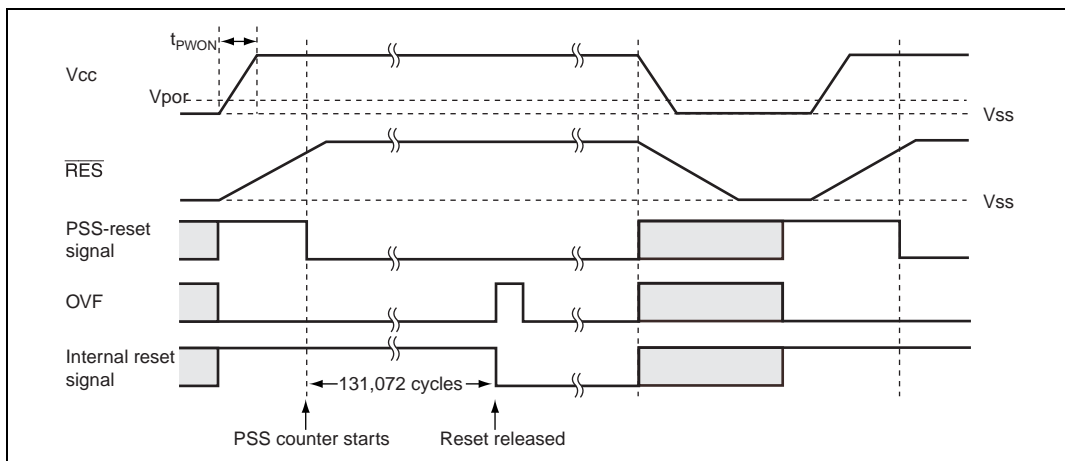 tPWON
Vcc
Vpor
Vss
RES
Vss
PSS-reset
signal
OVF
Internal reset
signal
131,072 cycles
PSS counter starts
Reset released